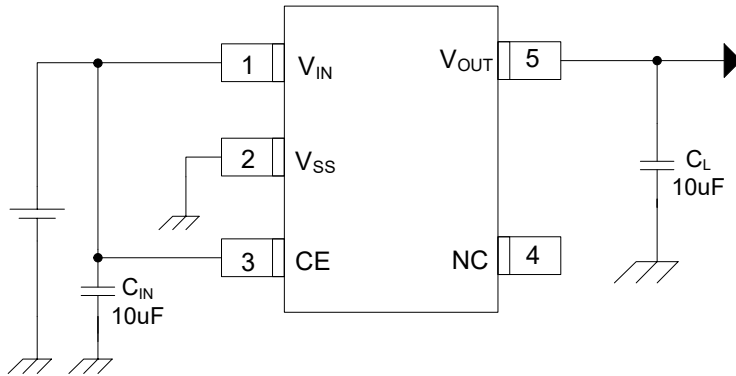 1 V_IN
V_OUT 5
2 V_SS
C_L
10uF
3 CE
NC 4
C_IN
10uF